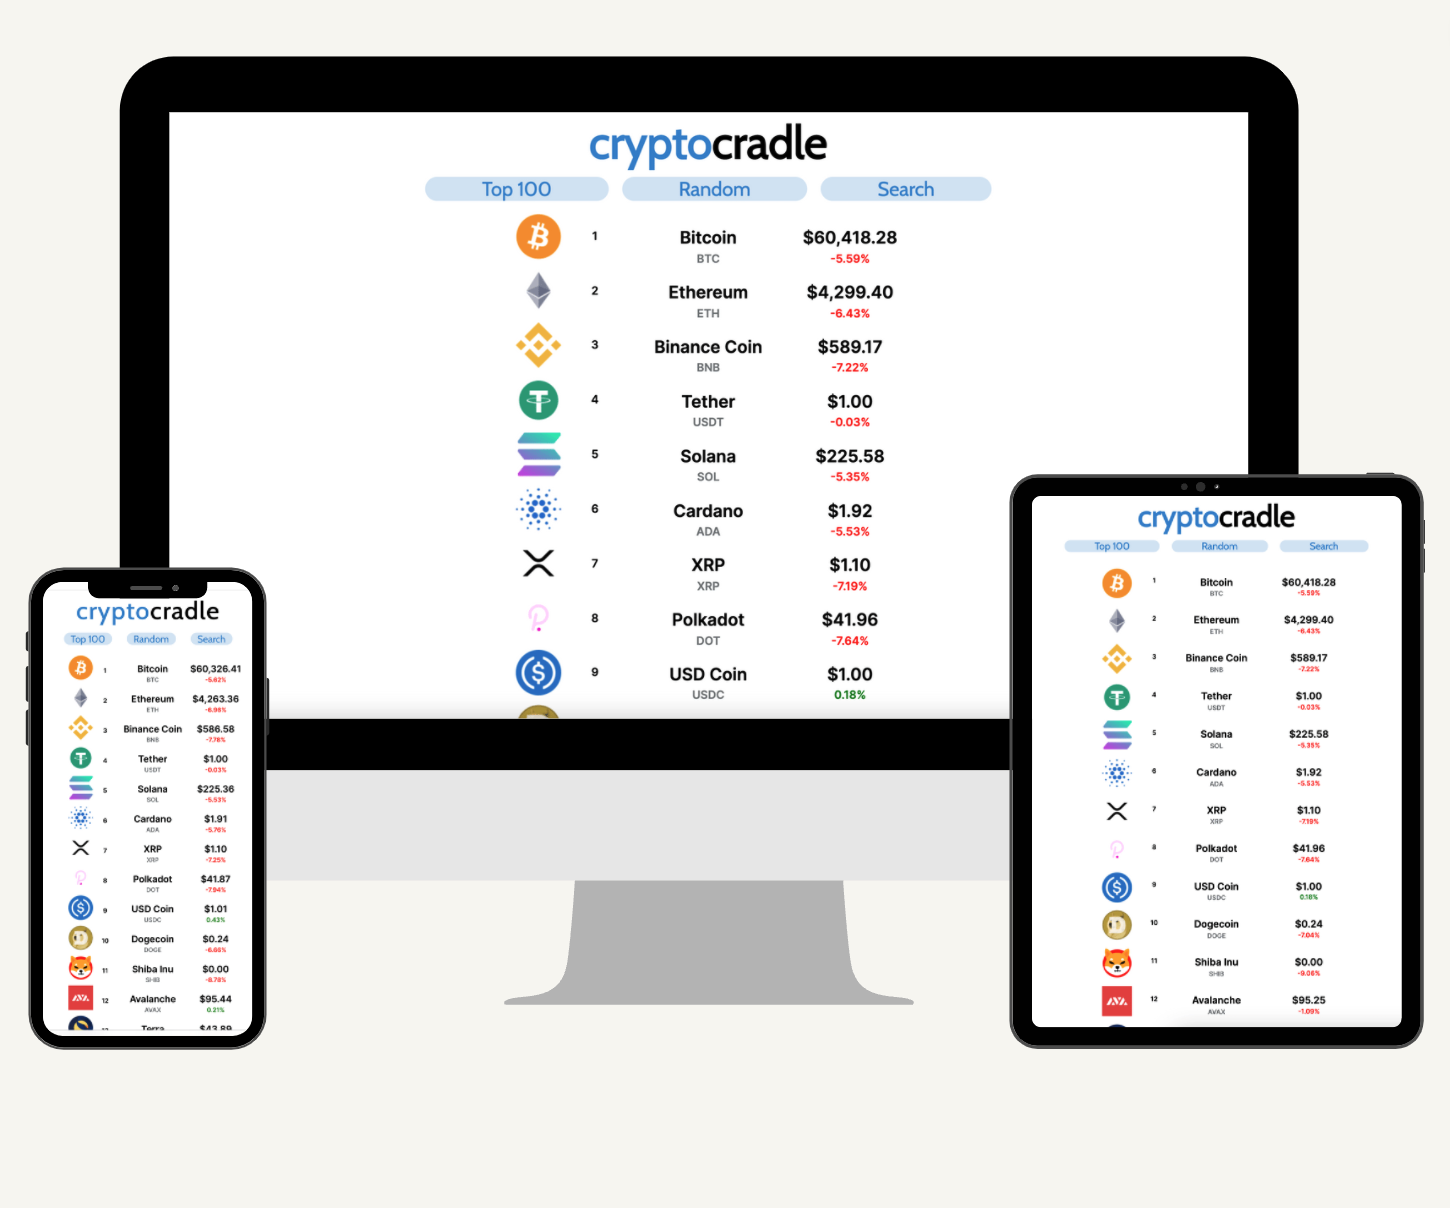 cryptocradle
Top 100 Random Search
1 Bitcoin $60,418.28
BTC -5.59%
2 Ethereum $4,299.40
ETH -6.43%
3 Binance Coin $589.17
BNB -7.22%
4 Tether $1.00
USDT -0.03%
5 Solana $225.58
SOL -5.35%
6 Cardano $1.92
ADA -5.53%
7 XRP $1.10
XRP -7.19%
8 Polkadot $41.96
DOT -7.64%
9 USD Coin $1.00
USDC 0.18%
cryptocradle
Top 100 Random Search
1 Bitcoin $60,326.41
BTC -5.62%
2 Ethereum $4,263.36
ETH -6.98%
3 Binance Coin $586.58
BNB -7.78%
4 Tether $1.00
USDT -0.03%
5 Solana $225.36
SOL -5.53%
6 Cardano $1.91
ADA -5.76%
7 XRP $1.10
XRP -7.25%
8 Polkadot $41.87
DOT -7.94%
9 USD Coin $1.01
USDC 0.43%
10 Dogecoin $0.24
DOGE -6.66%
11 Shiba Inu $0.00
SHIB -8.78%
12 Avalanche $95.44
AVAX 0.21%
13 Terra $43.89
cryptocradle
Top 100 Random Search
1 Bitcoin $60,418.28
BTC -5.59%
2 Ethereum $4,299.40
ETH -6.43%
3 Binance Coin $589.17
BNB -7.22%
4 Tether $1.00
USDT -0.03%
5 Solana $225.58
SOL -5.35%
6 Cardano $1.92
ADA -5.53%
7 XRP $1.10
XRP -7.19%
8 Polkadot $41.96
DOT -7.64%
9 USD Coin $1.00
USDC 0.18%
10 Dogecoin $0.24
DOGE -7.04%
11 Shiba Inu $0.00
SHIB -9.06%
12 Avalanche $95.25
AVAX -1.09%